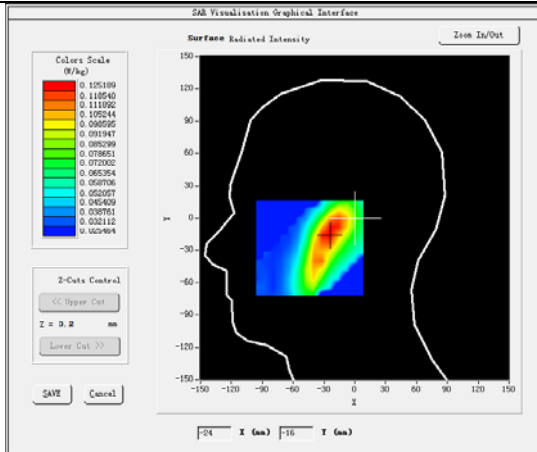 SAR Visualisation Graphical Interface
Surface Radiated Intensity
Zoom In/Out
Colors Scale
(W/kg)
0.125189
0.118540
0.111892
0.105244
0.098595
0.091947
0.085299
0.078651
0.072002
0.065354
0.058706
0.052057
0.045409
0.038761
0.032112
0.025464
Z-Cuts Control
<< Upper Cut
Z = 3.2 mm
Lower Cut >>
SAVE Cancel
150
120
90
60
30
0
-30
-60
-90
-120
-150
Y
-150 -120 -90 -60 -30 0 30 60 90 120 150
X
-24 X (mm) -16 Y (mm)